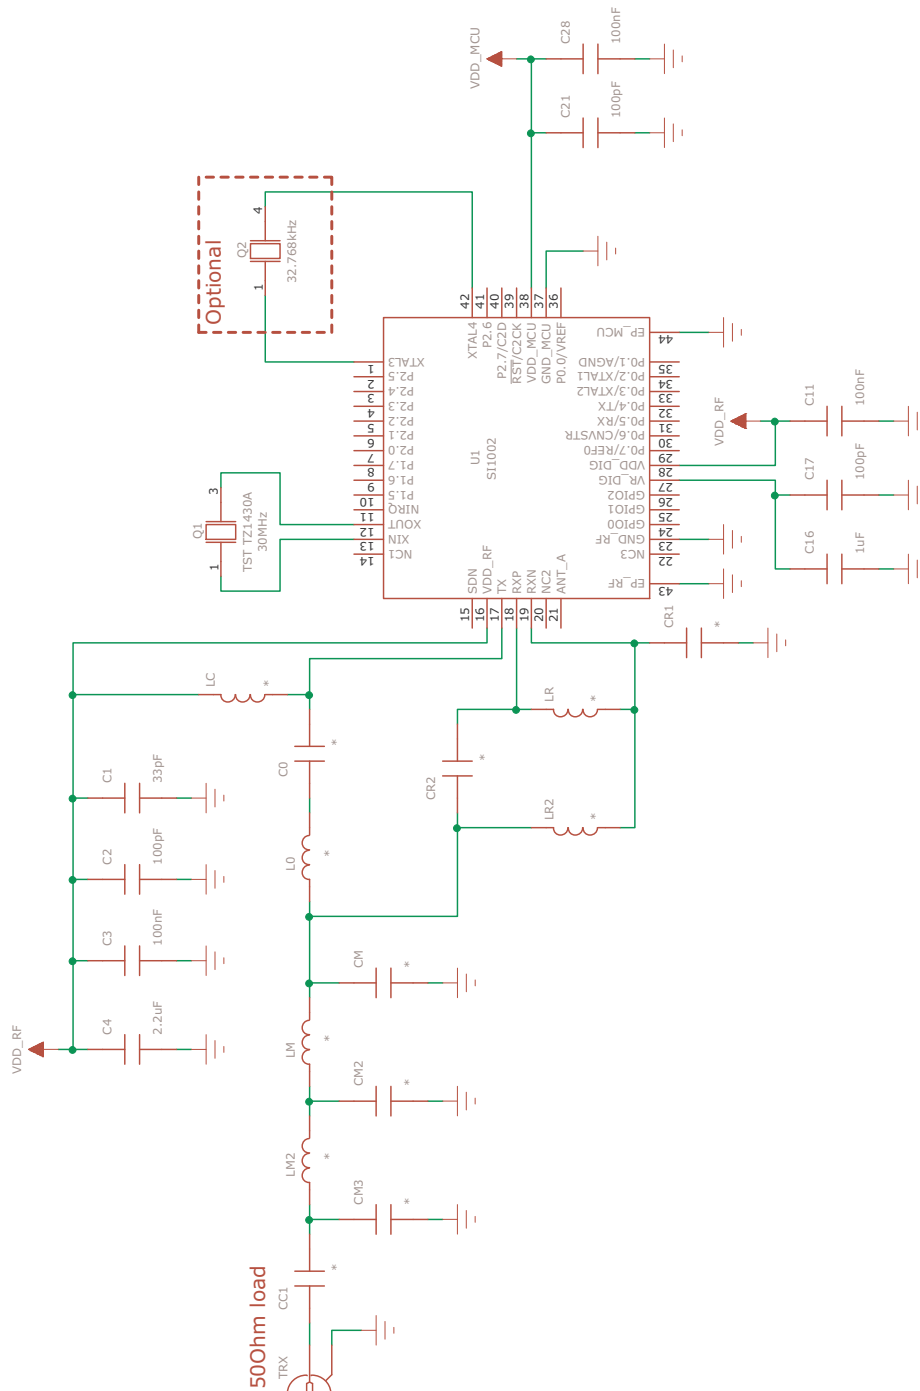 VDD_MCU
C28
100nF
C21
100pF
Optional
Q2
32.768kHz
4
1
42
41
40
39
38
37
36
XTAL4
P2.6
P2.7/C2D
RST/C2CK
VDD_MCU
GND_MCU
P0.0/VREF
XTAL3
P2.5
P2.4
P2.3
P2.2
P2.1
P2.0
P1.7
P1.6
P1.5
NIRQ
XOUT
XIN
NC1
1
2
3
4
5
6
7
8
9
10
11
12
13
14
U1
SI1002
EP_MCU
P0.1/AGND
P0.2/XTAL1
P0.3/XTAL2
P0.4/TX
P0.5/RX
P0.6/CNVSTR
P0.7/REF0
VDD_DIG
VR_DIG
GPIO2
GPIO1
GPIO0
GND_RF
NC3
EP_RF
44
35
34
33
32
31
30
29
28
27
26
25
24
23
22
43
SDN
VDD_RF
TX
RXP
RXN
NC2
ANT_A
15
16
17
18
19
20
21
Q1
TST TZ1430A
30MHz
3
1
VDD_RF
C11
100nF
C17
100pF
C16
1uF
CR1
*
LC
*
C0
*
L0
*
CR2
*
LR
*
LR2
*
C1
33pF
C2
100pF
C3
100nF
C4
2.2uF
VDD_RF
CM
*
LM
*
CM2
*
LM2
*
CM3
*
CC1
*
50Ohm load
TRX